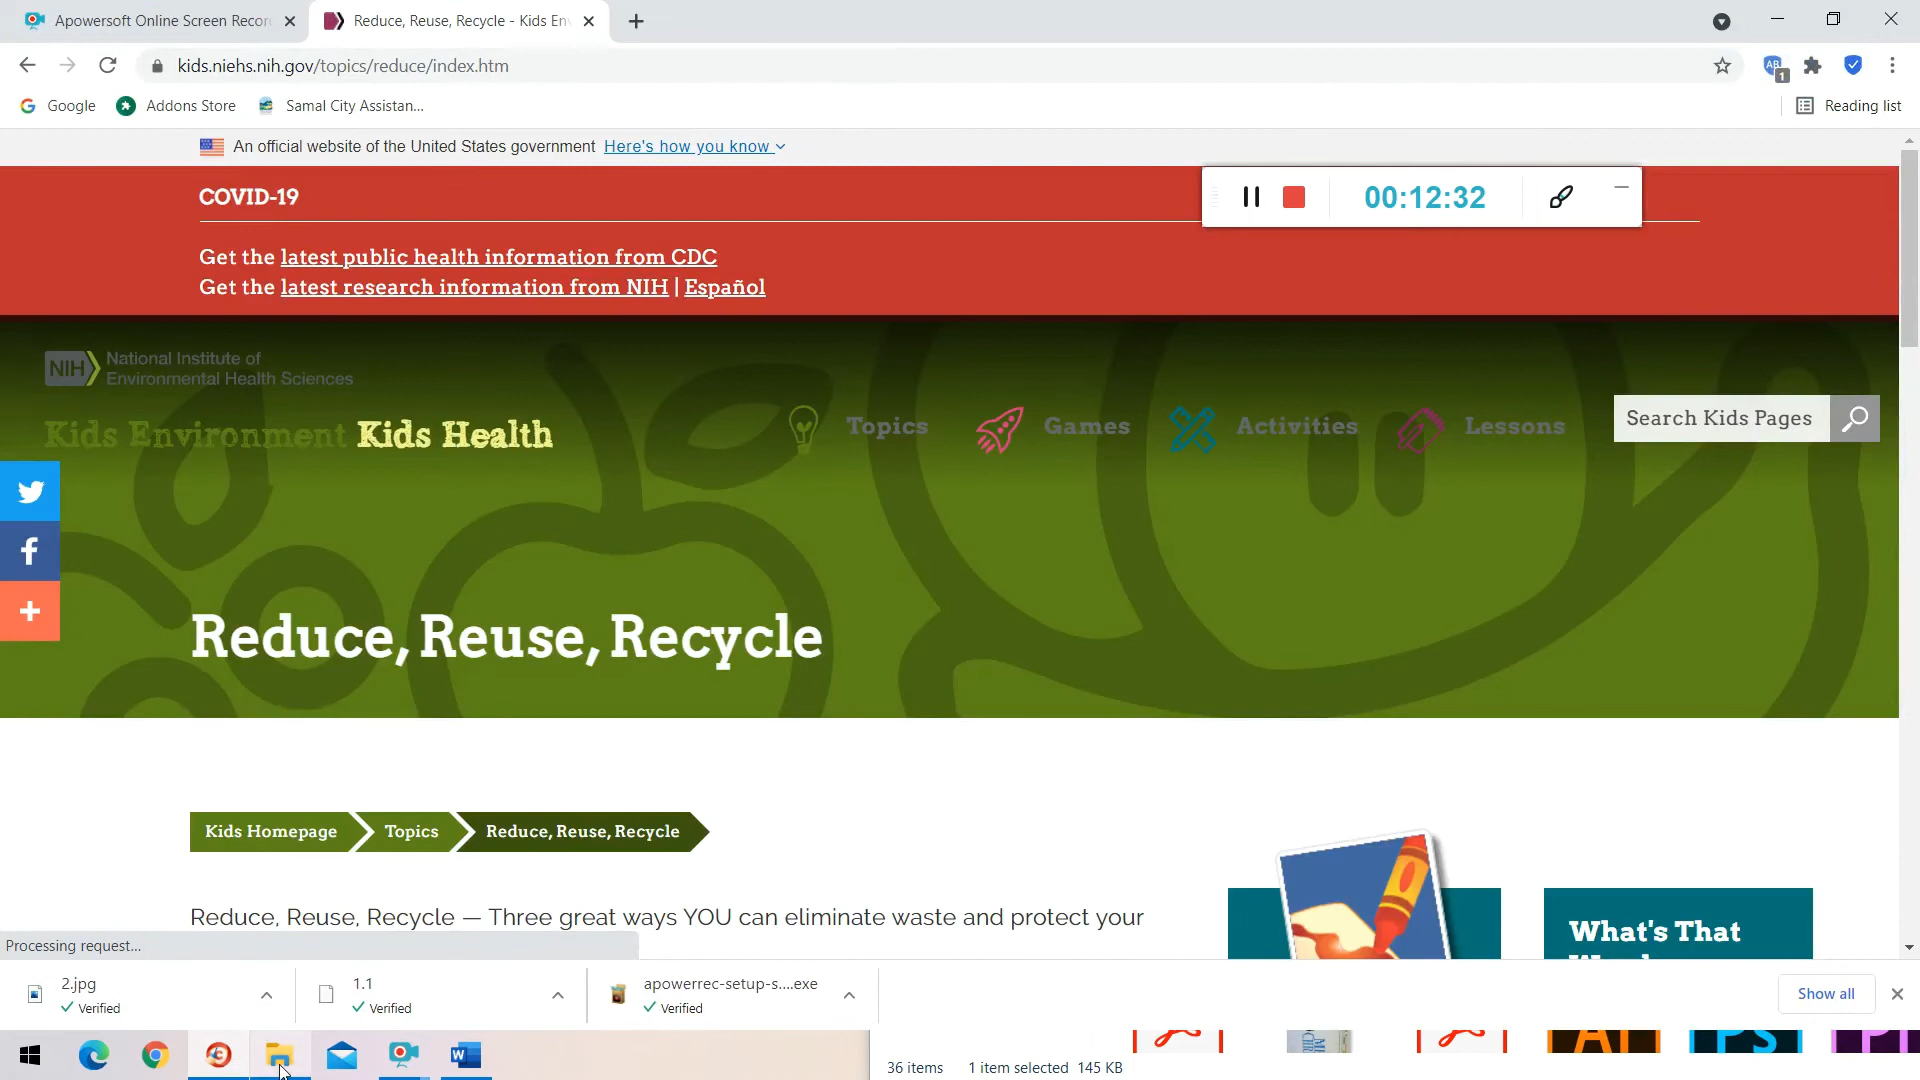 Apowersoft Online Screen Recor
Reduce, Reuse, Recycle - Kids En
kids.niehs.nih.gov/topics/reduce/index.htm
1
Google
Addons Store
Samal City Assistan...
Reading list
An official website of the United States government Here's how you know
COVID-19
00:12:32
Get the latest public health information from CDC
Get the latest research information from NIH | Español
NIH
National Institute of
Environmental Health Sciences
Kids Environment Kids Health
Topics
Games
Activities
Lessons
Search Kids Pages
Reduce, Reuse, Recycle
Kids Homepage
Topics
Reduce, Reuse, Recycle
Reduce, Reuse, Recycle — Three great ways YOU can eliminate waste and protect your
What's That
Processing request...
2.jpg
Verified
1.1
Verified
apowerrec-setup-s....exe
Verified
Show all
36 items
1 item selected 145 KB